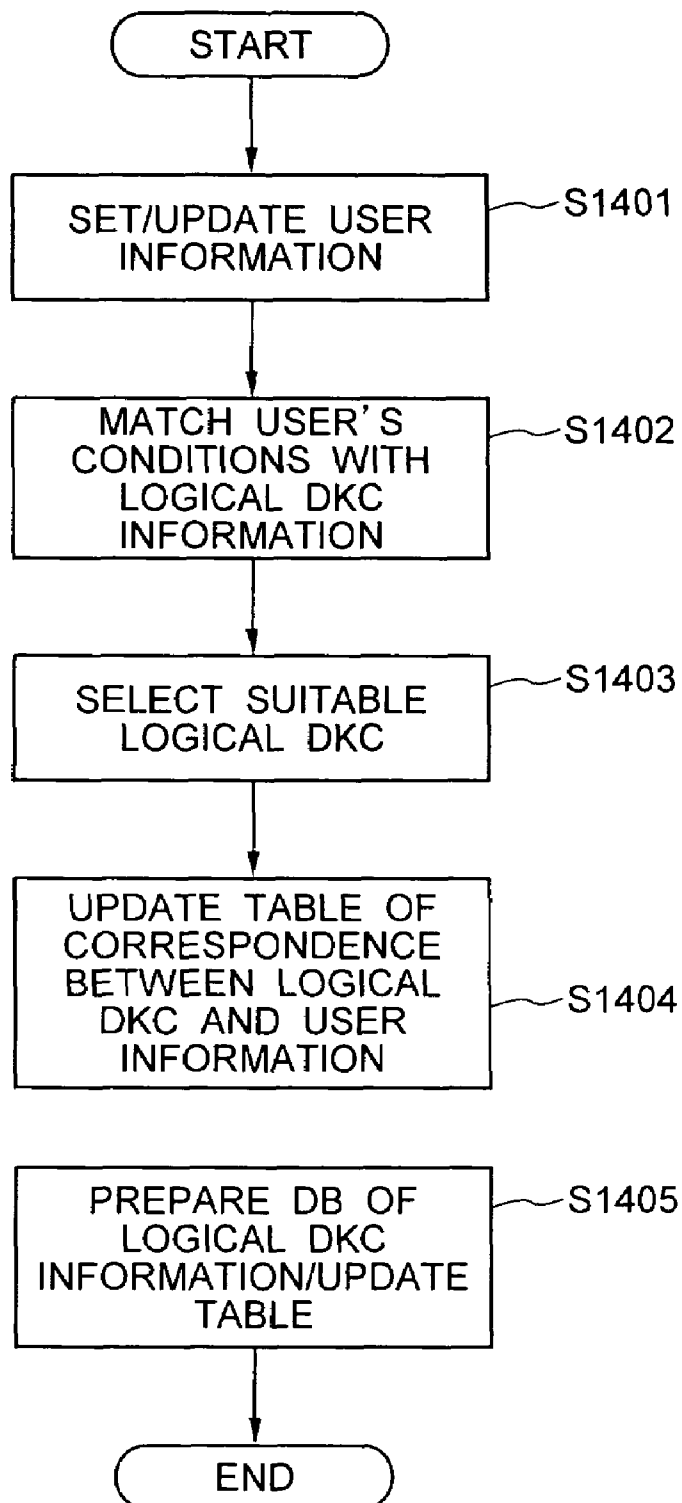 START
SET/UPDATE USER
INFORMATION
S1401
MATCH USER'S
CONDITIONS WITH
LOGICAL DKC
INFORMATION
S1402
SELECT SUITABLE
LOGICAL DKC
S1403
UPDATE TABLE OF
CORRESPONDENCE
BETWEEN LOGICAL
DKC AND USER
INFORMATION
S1404
PREPARE DB OF
LOGICAL DKC
INFORMATION/UPDATE
TABLE
S1405
END